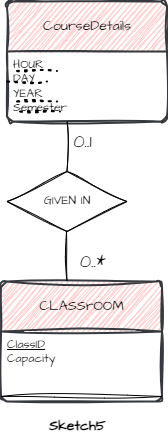 CourseDetails
HOUR
DAY
YEAR
Semester
0..1
GIVEN IN
0..*
CLASSrOOM
ClassID
Capacity
Sketch5